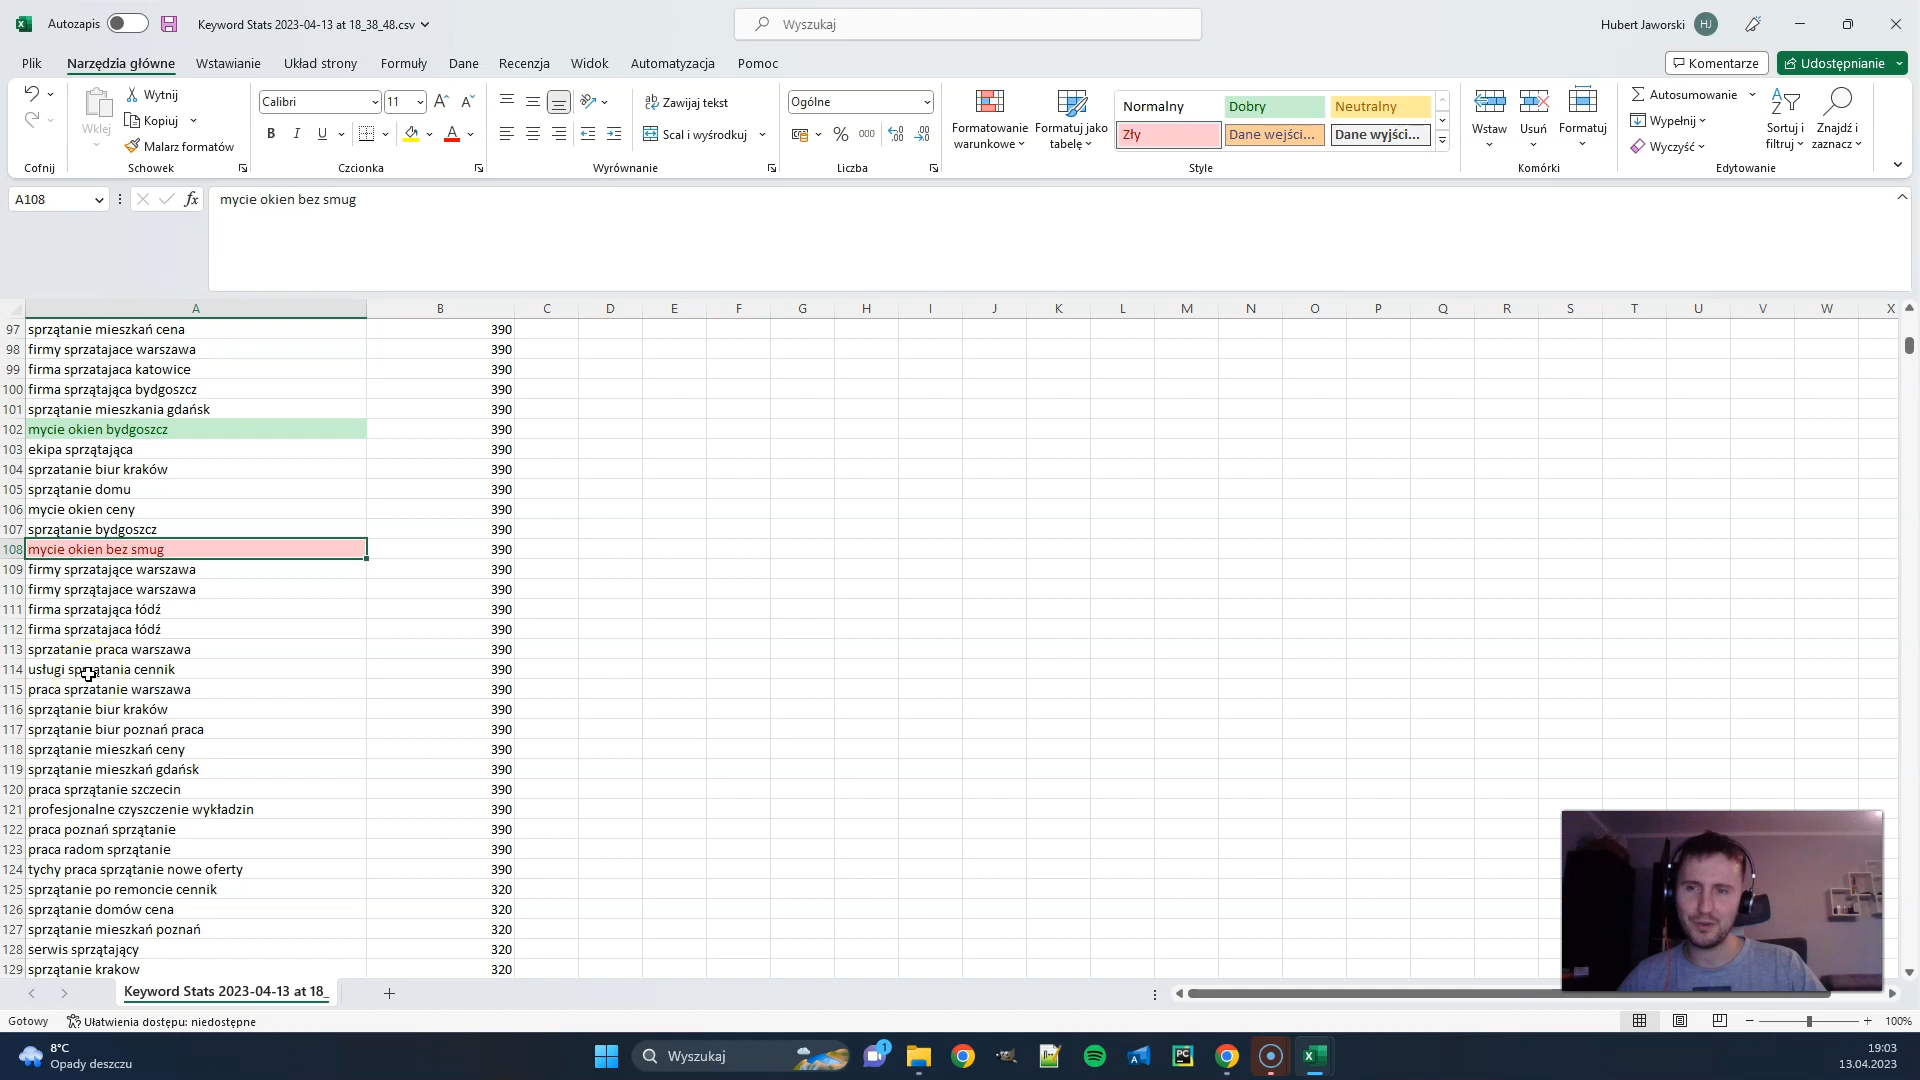 Autozapis Keyword Stats 2023-04-13 at 18_38_48.csv Wyszukaj Hubert Jaworski HJ
Plik Narzędzia główne Wstawianie Układ strony Formuły Dane Recenzja Widok Automatyzacja Pomoc Komentarze Udostępnianie
Wklej Wytnij Kopiuj Malarz formatów
Calibri 11
B I U A
Zawijaj tekst
Scal i wyśrodkuj
Ogólne
% 000
Formatowanie warunkowe Formatuj jako tabelę
Normalny Dobry Neutralny
Zły Dane wejści... Dane wyjści...
Wstaw Usuń Formatuj
Autosumowanie
Wypełnij
Wyczyść
Sortuj i filtruj Znajdź i zaznacz
Cofnij Schowek Czcionka Wyrównanie Liczba Style Komórki Edytowanie
A108 fx mycie okien bez smug
A B C D E F G H I J K L M N O P Q R S T U V W X
97 sprzątanie mieszkań cena 390
98 firmy sprzatajace warszawa 390
99 firma sprzatajaca katowice 390
100 firma sprzątająca bydgoszcz 390
101 sprzątanie mieszkania gdańsk 390
102 mycie okien bydgoszcz 390
103 ekipa sprzątająca 390
104 sprzatanie biur kraków 390
105 sprzątanie domu 390
106 mycie okien ceny 390
107 sprzątanie bydgoszcz 390
108 mycie okien bez smug 390
109 firmy sprzatające warszawa 390
110 firmy sprzątajace warszawa 390
111 firma sprzatająca łódź 390
112 firma sprzatajaca łódź 390
113 sprzatanie praca warszawa 390
114 usługi sprzątania cennik 390
115 praca sprzatanie warszawa 390
116 sprzątanie biur kraków 390
117 sprzątanie biur poznań praca 390
118 sprzątanie mieszkań ceny 390
119 sprzątanie mieszkań gdańsk 390
120 praca sprzątanie szczecin 390
121 profesjonalne czyszczenie wykładzin 390
122 praca poznań sprzątanie 390
123 praca radom sprzątanie 390
124 tychy praca sprzątanie nowe oferty 390
125 sprzątanie po remoncie cennik 320
126 sprzątanie domów cena 320
127 sprzątanie mieszkań poznań 320
128 serwis sprzątający 320
129 sprzątanie krakow 320
Keyword Stats 2023-04-13 at 18_
Gotowy Ułatwienia dostępu: niedostępne 100%
8°C
Opady deszczu
Wyszukaj
1
PC
19:03
13.04.2023